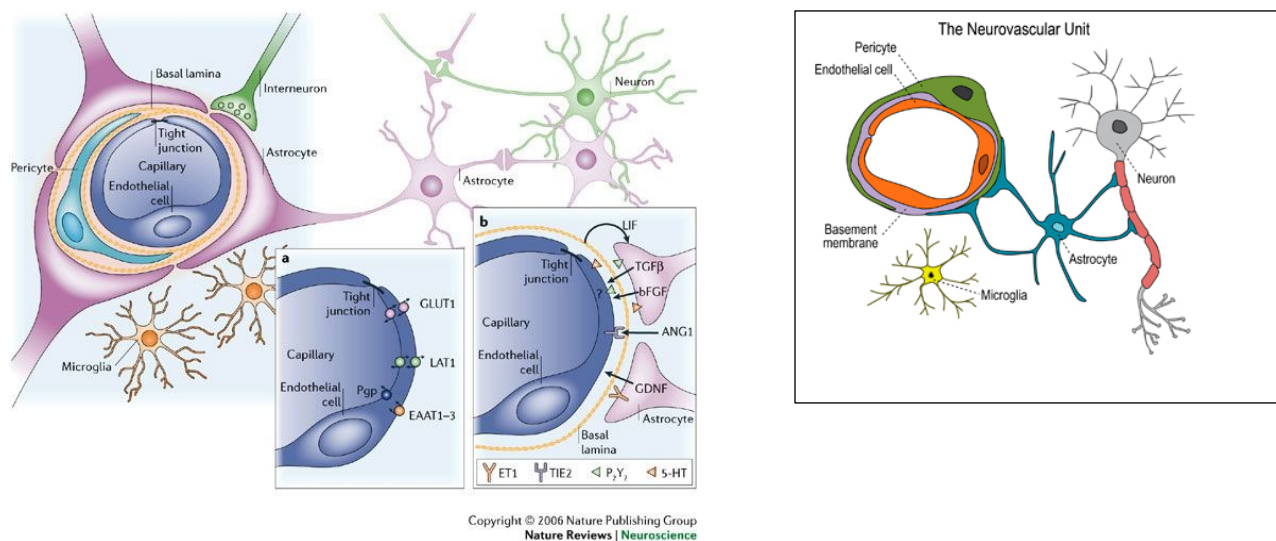 Basal lamina
Interneuron
Tight
junction
Capillary
Pericyte
Endothelial
cell
Astrocyte
Microglia
Neuron
Astrocyte
a
Tight
junction
GLUT1
Capillary
LAT1
Endothelial
cell
Pgp
EAAT1–3
b
LIF
Tight
junction
TGFβ
?
bFGF
Capillary
ANG1
Endothelial
cell
GDNF
Astrocyte
Basal
lamina
ET1 TIE2 P₂Y₂ 5-HT
Copyright © 2006 Nature Publishing Group
Nature Reviews | Neuroscience
The Neurovascular Unit
Pericyte
Endothelial cell
Neuron
Basement
membrane
Astrocyte
Microglia